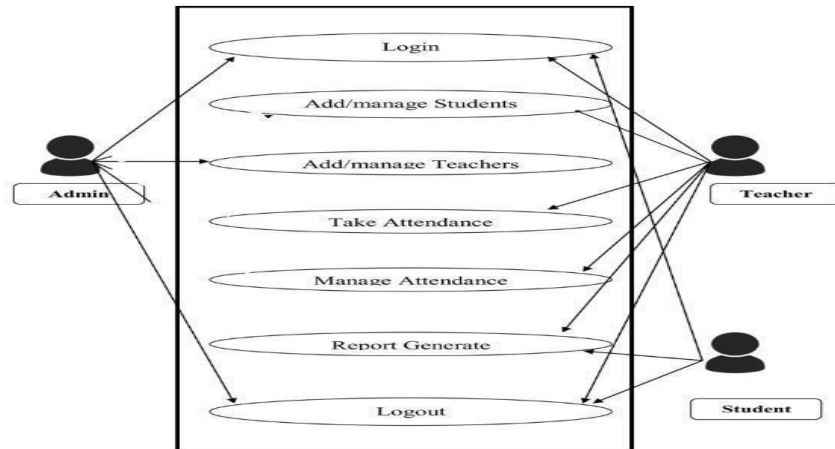 Login
Add/manage Students
Add/manage Teachers
Admin
Teacher
Take Attendance
Manage Attendance
Report Generate
Logout
Student